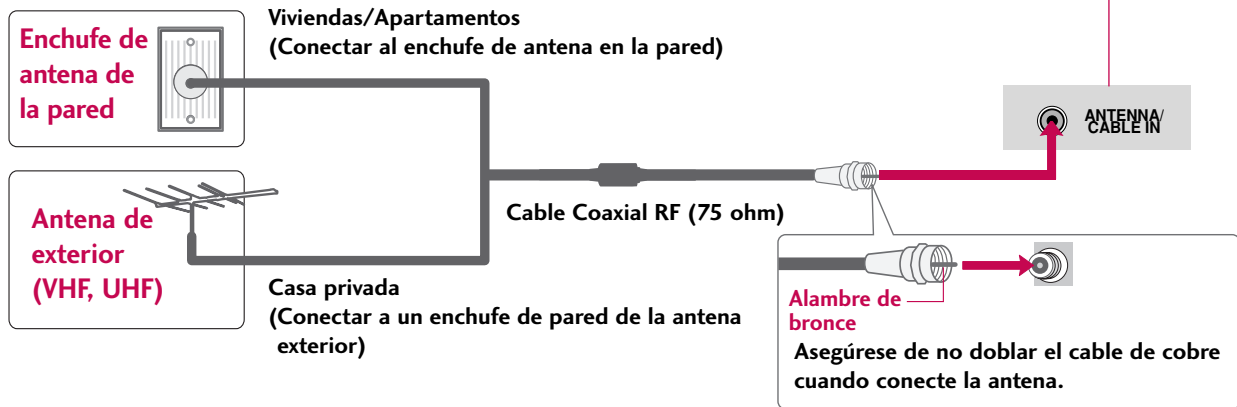 Enchufe de
antena de
la pared
Viviendas/Apartamentos
(Conectar al enchufe de antena en la pared)
ANTENNA/
CABLE IN
Antena de
exterior
(VHF, UHF)
Cable Coaxial RF (75 ohm)
Casa privada
(Conectar a un enchufe de pared de la antena
exterior)
Alambre de
bronce
Asegúrese de no doblar el cable de cobre
cuando conecte la antena.